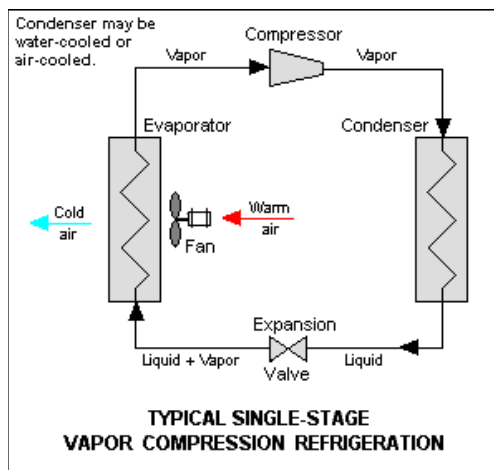 Condenser may be
water-cooled or
air-cooled.
Compressor
Vapor
Vapor
Evaporator
Condenser
Cold
air
Warm
air
Fan
Expansion
Valve
Liquid + Vapor
Liquid
TYPICAL SINGLE-STAGE
VAPOR COMPRESSION REFRIGERATION